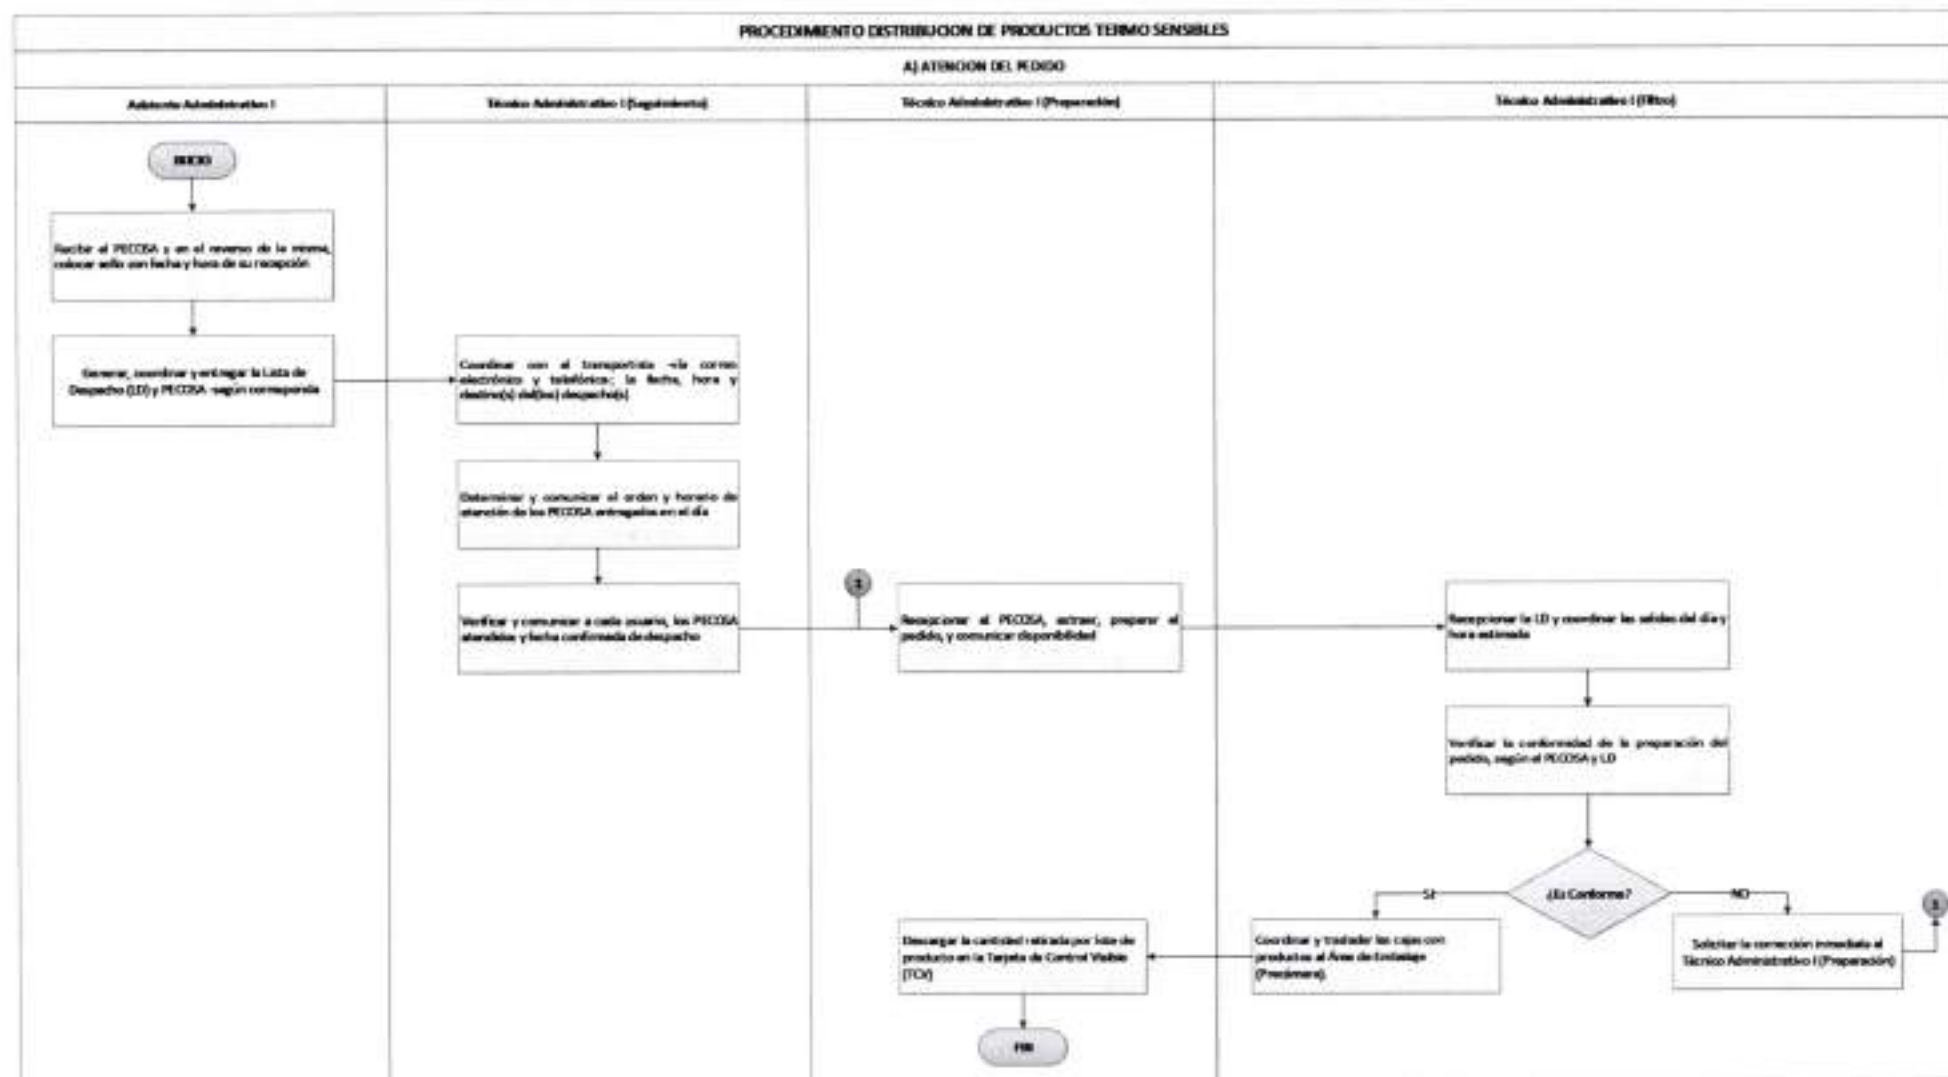 PROCEDIMIENTO DISTRIBUCION DE PRODUCTOS TERMO SENSIBLES
A) ATENCION DEL PEDIDO
Asistente Administrativo I
Técnico Administrativo I (Seguimiento)
Técnico Administrativo I (Preparación)
Técnico Administrativo I (Filtro)
INICIO
Recibir el PECOSA y en el reverso de la misma,
colocar sello con fecha y hora de su recepción
Generar, coordinar y entregar la Lista de
Despacho (LD) y PECOSA -según corresponda
Coordinar con el transportista -vía correo
electrónico y telefónica-; la fecha, hora y
destino(s) del(los) despacho(s)
Determinar y comunicar el orden y horario de
atención de los PECOSA entregados en el día
Verificar y comunicar a cada usuario, los PECOSA
atendidos y fecha confirmada de despacho
1
Recepcionar el PECOSA, extraer, preparar el
pedido, y comunicar disponibilidad
Recepcionar la LD y coordinar las salidas del día y
hora estimada
Verificar la conformidad de la preparación del
pedido, según el PECOSA y LD
¿Es Conforme?
SI
NO
1
Descargar la cantidad retirada por lote de
producto en la Tarjeta de Control Visible
(TCV)
Coordinar y trasladar las cajas con
productos al Área de Embalaje
(Precámara).
Solicitar la corrección inmediata al
Técnico Administrativo I (Preparación)
FIN